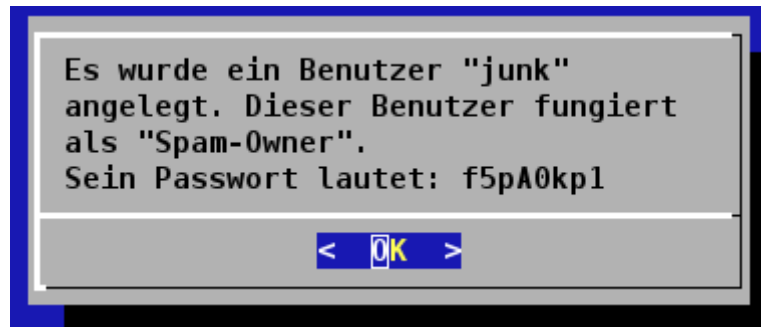 Es wurde ein Benutzer "junk"
angelegt. Dieser Benutzer fungiert
als "Spam-Owner".
Sein Passwort lautet: f5pA0kp1
< OK >